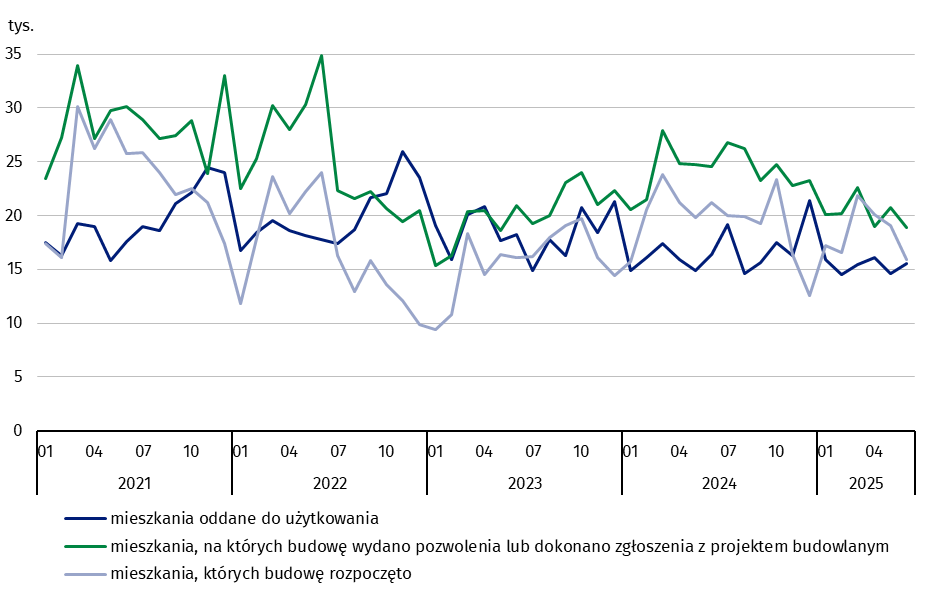 tys.
35
30
25
20
15
10
5
0
01 04 07 10 01 04 07 10 01 04 07 10 01 04 07 10 01 04
2021 2022 2023 2024 2025
mieszkania oddane do użytkowania
mieszkania, na których budowę wydano pozwolenia lub dokonano zgłoszenia z projektem budowlanym
mieszkania, których budowę rozpoczęto